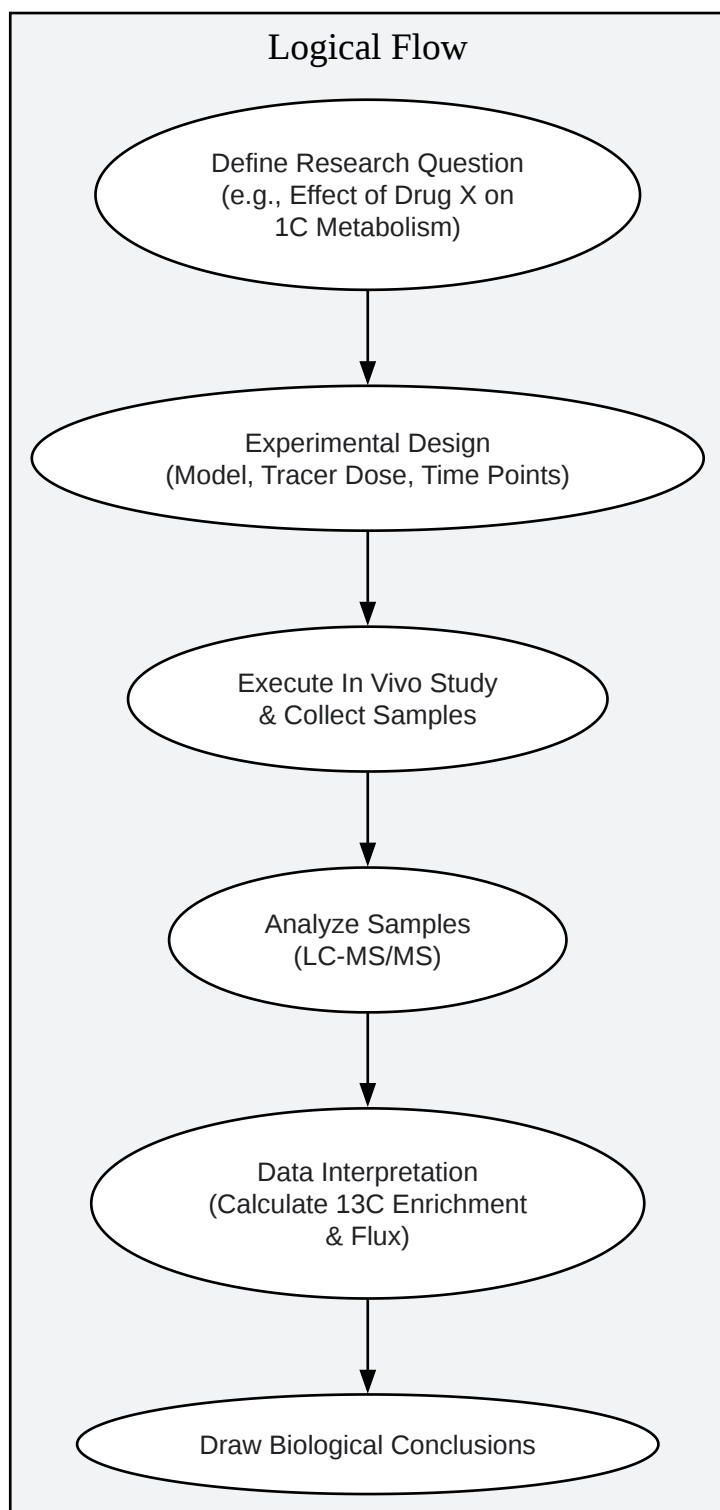 Logical Flow
Define Research Question
(e.g., Effect of Drug X on
1C Metabolism)
Experimental Design
(Model, Tracer Dose, Time Points)
Execute In Vivo Study
& Collect Samples
Analyze Samples
(LC-MS/MS)
Data Interpretation
(Calculate 13C Enrichment
& Flux)
Draw Biological Conclusions